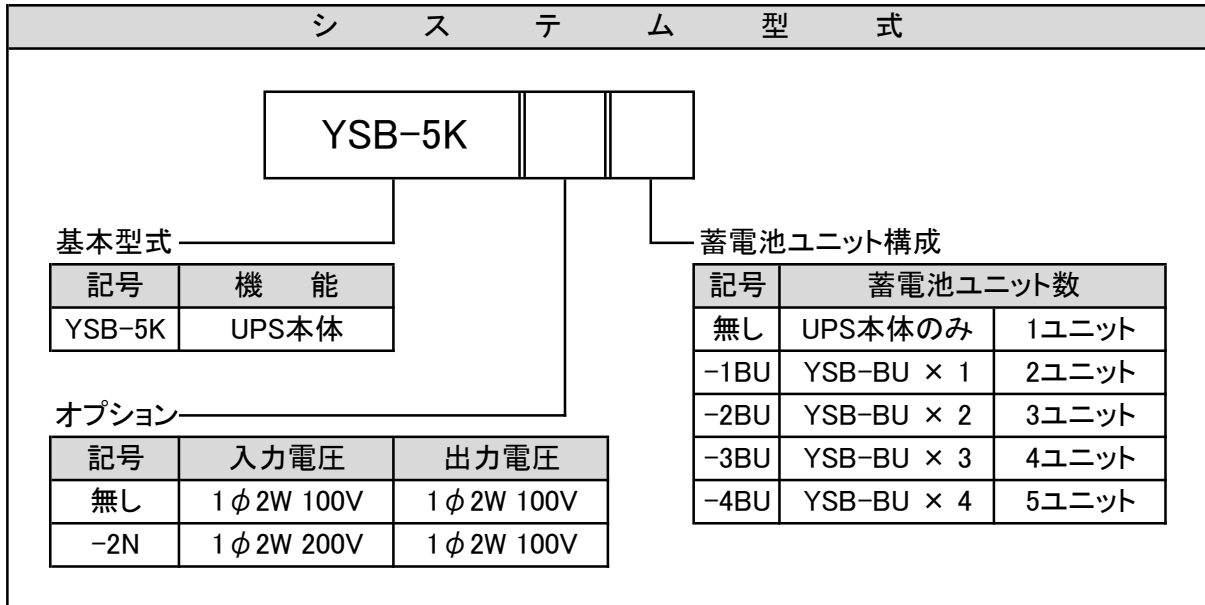 システム型式
YSB-5K
基本型式
記号 機能
YSB-5K UPS本体
オプション
記号 入力電圧 出力電圧
無し 1φ2W 100V 1φ2W 100V
-2N 1φ2W 200V 1φ2W 100V
蓄電池ユニット構成
記号 蓄電池ユニット数
無し UPS本体のみ 1ユニット
-1BU YSB-BU × 1 2ユニット
-2BU YSB-BU × 2 3ユニット
-3BU YSB-BU × 3 4ユニット
-4BU YSB-BU × 4 5ユニット